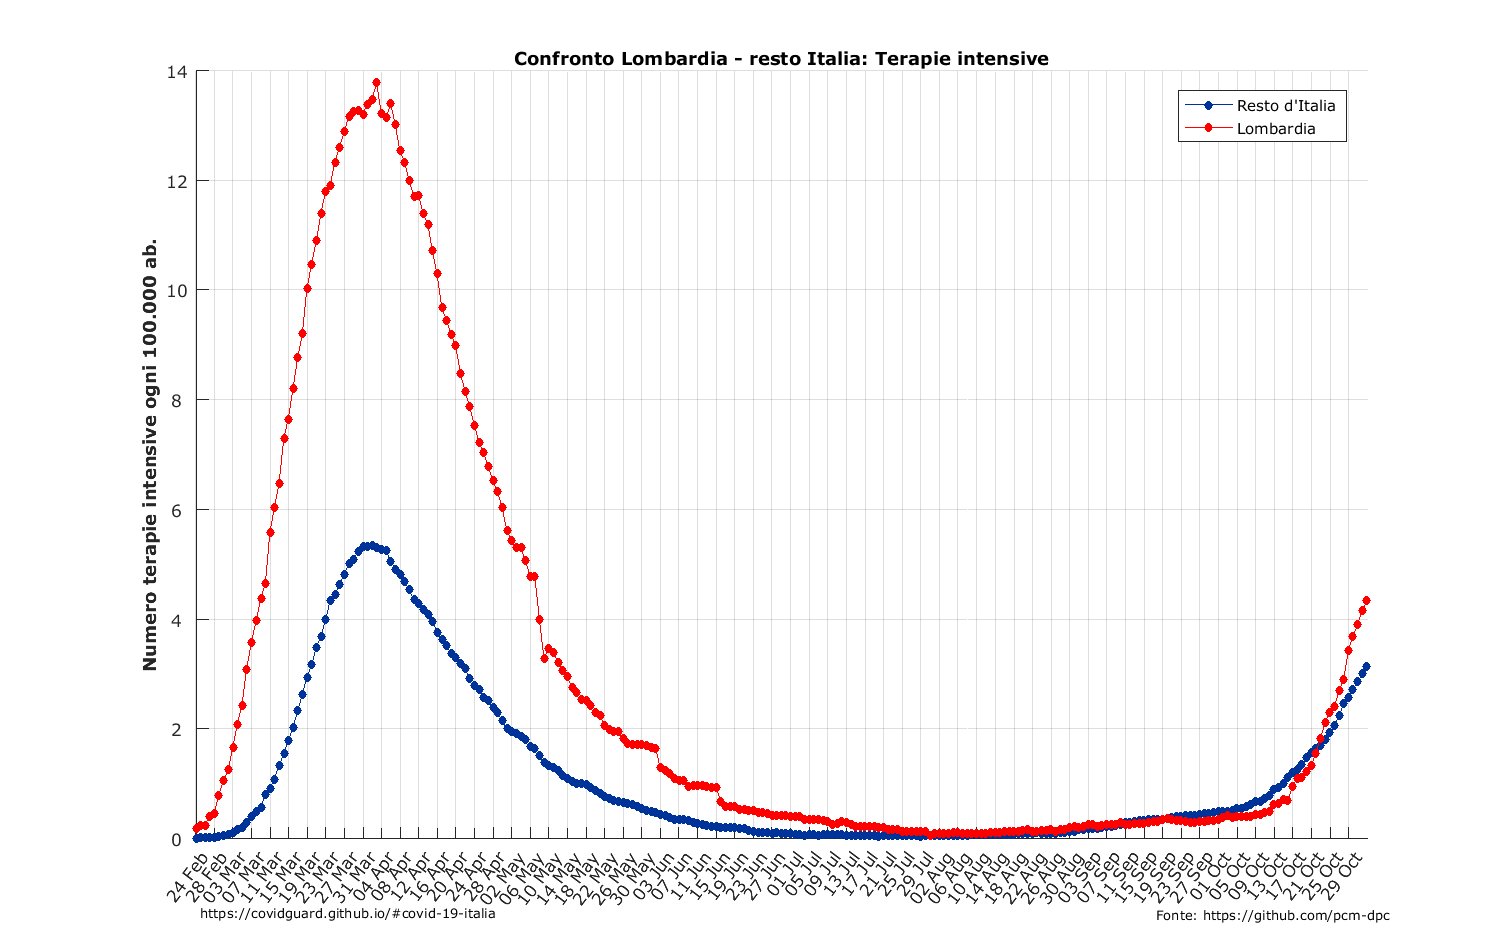 Confronto Lombardia - resto Italia: Terapie intensive
Resto d'Italia
Lombardia
Numero terapie intensive ogni 100.000 ab.
14
12
10
8
6
4
2
0
24 Feb
28 Feb
03 Mar
07 Mar
11 Mar
15 Mar
19 Mar
23 Mar
27 Mar
31 Mar
04 Apr
08 Apr
12 Apr
16 Apr
20 Apr
24 Apr
28 Apr
02 May
06 May
10 May
14 May
18 May
22 May
26 May
30 May
03 Jun
07 Jun
11 Jun
15 Jun
19 Jun
23 Jun
27 Jun
01 Jul
05 Jul
09 Jul
13 Jul
17 Jul
21 Jul
25 Jul
29 Jul
02 Aug
06 Aug
10 Aug
14 Aug
18 Aug
22 Aug
26 Aug
30 Aug
03 Sep
07 Sep
11 Sep
15 Sep
19 Sep
23 Sep
27 Sep
01 Oct
05 Oct
09 Oct
13 Oct
17 Oct
21 Oct
25 Oct
29 Oct
https://covidguard.github.io/#covid-19-italia
Fonte: https://github.com/pcm-dpc